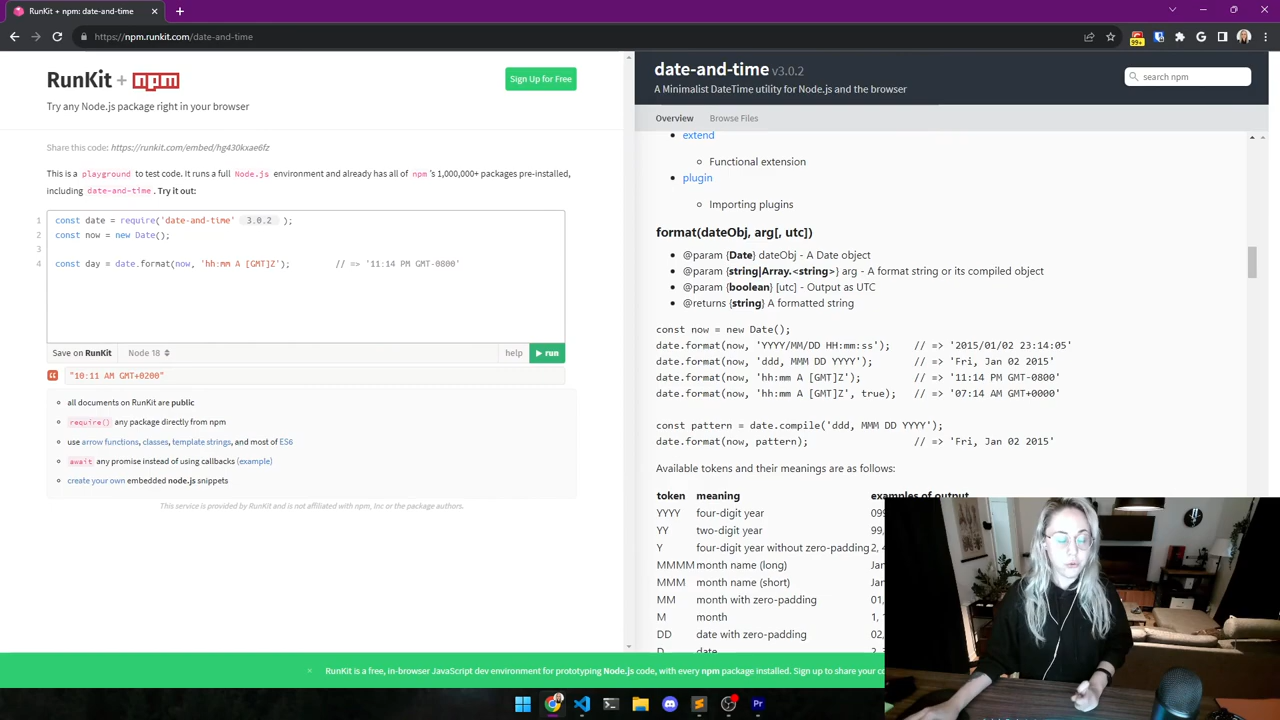 RunKit + npm: date-and-time
https://npm.runkit.com/date-and-time
99+
RunKit + npm
Sign Up for Free
Try any Node.js package right in your browser
Share this code: https://runkit.com/embed/hg430kxae6fz
This is a playground to test code. It runs a full Node.js environment and already has all of npm 's 1,000,000+ packages pre-installed,
including date-and-time . Try it out:
1 const date = require('date-and-time' 3.0.2 );
2 const now = new Date();
3
4 const day = date.format(now, 'hh:mm A [GMT]Z'); // => '11:14 PM GMT-0800'
Save on RunKit Node 18 help run
"10:11 AM GMT+0200"
all documents on RunKit are public
require() any package directly from npm
use arrow functions, classes, template strings, and most of ES6
await any promise instead of using callbacks (example)
create your own embedded node.js snippets
This service is provided by RunKit and is not affiliated with npm, Inc or the package authors.
date-and-time v3.0.2
search npm
A Minimalist DateTime utility for Node.js and the browser
Overview Browse Files
extend
Functional extension
plugin
Importing plugins
format(dateObj, arg[, utc])
@param {Date} dateObj - A Date object
@param {string|Array.<string>} arg - A format string or its compiled object
@param {boolean} [utc] - Output as UTC
@returns {string} A formatted string
const now = new Date();
date.format(now, 'YYYY/MM/DD HH:mm:ss'); // => '2015/01/02 23:14:05'
date.format(now, 'ddd, MMM DD YYYY'); // => 'Fri, Jan 02 2015'
date.format(now, 'hh:mm A [GMT]Z'); // => '11:14 PM GMT-0800'
date.format(now, 'hh:mm A [GMT]Z', true); // => '07:14 AM GMT+0000'
const pattern = date.compile('ddd, MMM DD YYYY');
date.format(now, pattern); // => 'Fri, Jan 02 2015'
Available tokens and their meanings are as follows:
token meaning examples of output
YYYY four-digit year
YY two-digit year 99,
Y four-digit year without zero-padding 2,
MMMM month name (long)
MMM month name (short)
MM month with zero-padding 01,
M month 1,
DD date with zero-padding 02,
D date
RunKit is a free, in-browser JavaScript dev environment for prototyping Node.js code, with every npm package installed. Sign up to share your
Pr